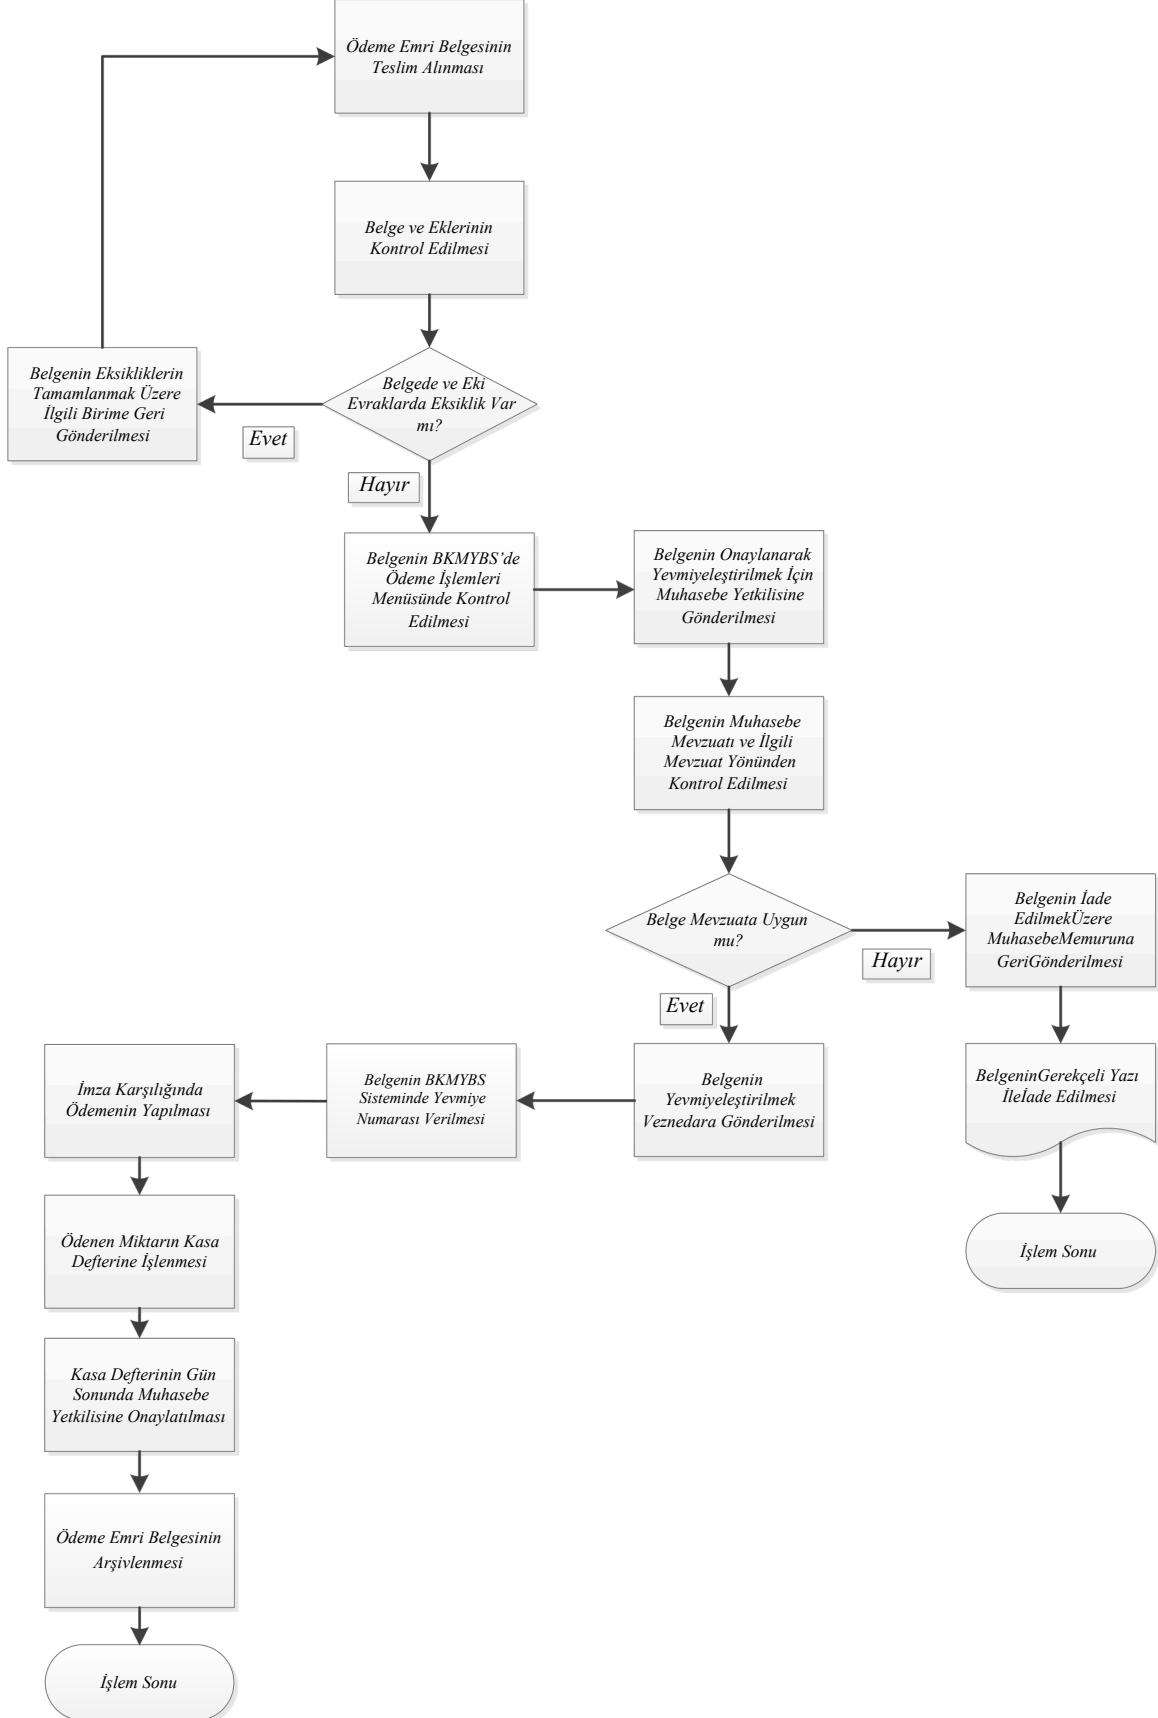 Ödeme Emri Belgesinin
Teslim Alınması
Belge ve Eklerinin
Kontrol Edilmesi
Belgenin Eksikliklerin
Tamamlanmak Üzere
İlgili Birime Geri
Gönderilmesi
Belgede ve Eki
Evraklarda Eksiklik Var
mı?
Evet
Hayır
Belgenin BKMYBS’de
Ödeme İşlemleri
Menüsünde Kontrol
Edilmesi
Belgenin Onaylanarak
Yevmiyeleştirilmek İçin
Muhasebe Yetkilisine
Gönderilmesi
Belgenin Muhasebe
Mevzuatı ve İlgili
Mevzuat Yönünden
Kontrol Edilmesi
Belge Mevzuata Uygun
mu?
Hayır
Belgenin İade
EdilmekÜzere
MuhasebeMemuruna
GeriGönderilmesi
Evet
BelgeninGerekçeli Yazı
İleİade Edilmesi
İşlem Sonu
Belgenin
Yevmiyeleştirilmek
Veznedara Gönderilmesi
Belgenin BKMYBS
Sisteminde Yevmiye
Numarası Verilmesi
İmza Karşılığında
Ödemenin Yapılması
Ödenen Miktarın Kasa
Defterine İşlenmesi
Kasa Defterinin Gün
Sonunda Muhasebe
Yetkilisine Onaylatılması
Ödeme Emri Belgesinin
Arşivlenmesi
İşlem Sonu